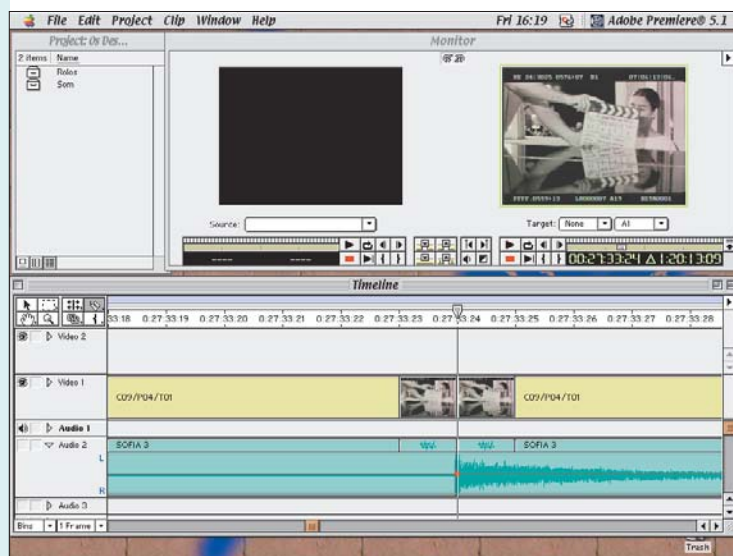 File Edit Project Clip Window Help Fri 16:19 Adobe Premiere® 5.1
Project: Os Des...
Monitor
2 items Name
Rolos
Som
Source:
Target: None A1
00:27:33:24 Δ1:20:13:09
Timeline
33:18 0:27:33:19 0:27:33:20 0:27:33:21 0:27:33:22 0:27:33:23 0:27:33:24 0:27:33:25 0:27:33:26 0:27:33:27 0:27:33:28
Video 2
Video 1
C09/P04/T01 C09/P04/T01
Audio 1
Audio 2
SOFIA 3 SOFIA 3
L
R
Audio 3
Bins 1 Frame
Trash